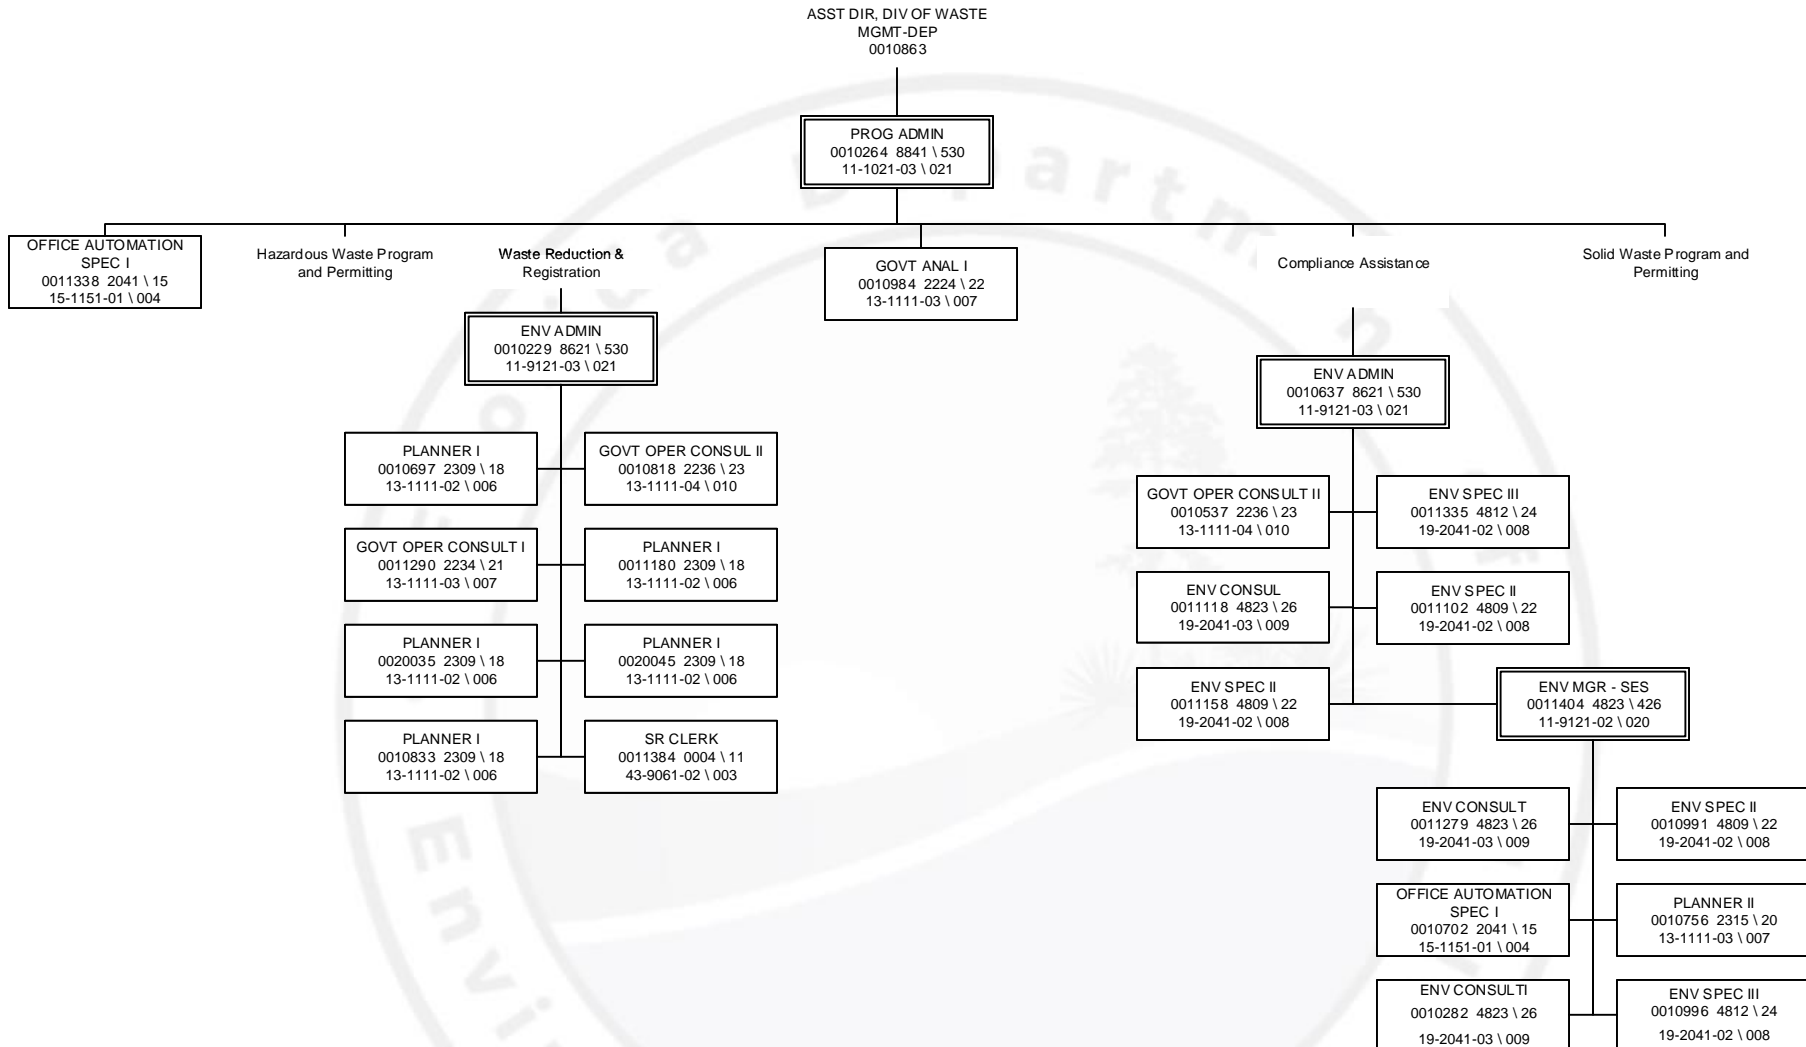 ASST DIR, DIV OF WASTE
MGMT-DEP
0010863
PROG ADMIN
0010264 8841 \ 530
11-1021-03 \ 021
OFFICE AUTOMATION
SPEC I
0011338 2041 \ 15
15-1151-01 \ 004
Hazardous Waste Program
and Permitting
Waste Reduction &
Registration
GOVT ANAL I
0010984 2224 \ 22
13-1111-03 \ 007
Compliance Assistance
Solid Waste Program and
Permitting
ENV ADMIN
0010229 8621 \ 530
11-9121-03 \ 021
ENV ADMIN
0010637 8621 \ 530
11-9121-03 \ 021
PLANNER I
0010697 2309 \ 18
13-1111-02 \ 006
GOVT OPER CONSUL II
0010818 2236 \ 23
13-1111-04 \ 010
GOVT OPER CONSULT I
0011290 2234 \ 21
13-1111-03 \ 007
PLANNER I
0011180 2309 \ 18
13-1111-02 \ 006
PLANNER I
0020035 2309 \ 18
13-1111-02 \ 006
PLANNER I
0020045 2309 \ 18
13-1111-02 \ 006
PLANNER I
0010833 2309 \ 18
13-1111-02 \ 006
SR CLERK
0011384 0004 \ 11
43-9061-02 \ 003
GOVT OPER CONSULT II
0010537 2236 \ 23
13-1111-04 \ 010
ENV SPEC III
0011335 4812 \ 24
19-2041-02 \ 008
ENV CONSUL
0011118 4823 \ 26
19-2041-03 \ 009
ENV SPEC II
0011102 4809 \ 22
19-2041-02 \ 008
ENV SPEC II
0011158 4809 \ 22
19-2041-02 \ 008
ENV MGR - SES
0011404 4823 \ 426
11-9121-02 \ 020
ENV CONSULT
0011279 4823 \ 26
19-2041-03 \ 009
ENV SPEC II
0010991 4809 \ 22
19-2041-02 \ 008
OFFICE AUTOMATION
SPEC I
0010702 2041 \ 15
15-1151-01 \ 004
PLANNER II
0010756 2315 \ 20
13-1111-03 \ 007
ENV CONSULTI
0010282 4823 \ 26
19-2041-03 \ 009
ENV SPEC III
0010996 4812 \ 24
19-2041-02 \ 008